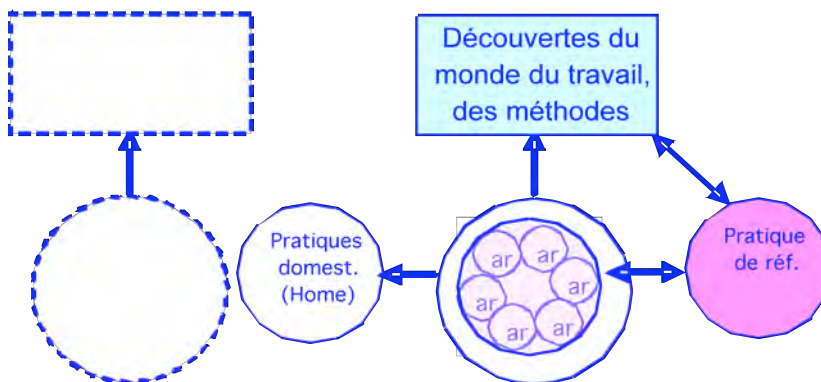 Découvertes du
monde du travail,
des méthodes
Pratiques
domest.
(Home)
ar
ar
ar
ar
ar
ar
Pratique
de réf.